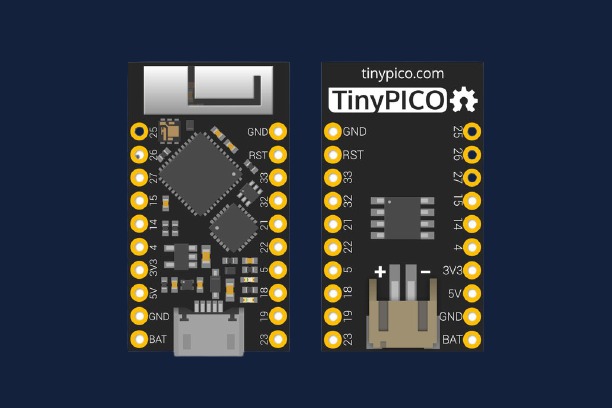 25
26
27
15
14
4
3V3
5V
GND
BAT
GND
RST
33
32
21
22
5
18
19
23
tinypico.com
TinyPICO
GND
RST
33
32
21
22
5
18
19
23
+ −
25
26
27
15
14
4
3V3
5V
GND
BAT